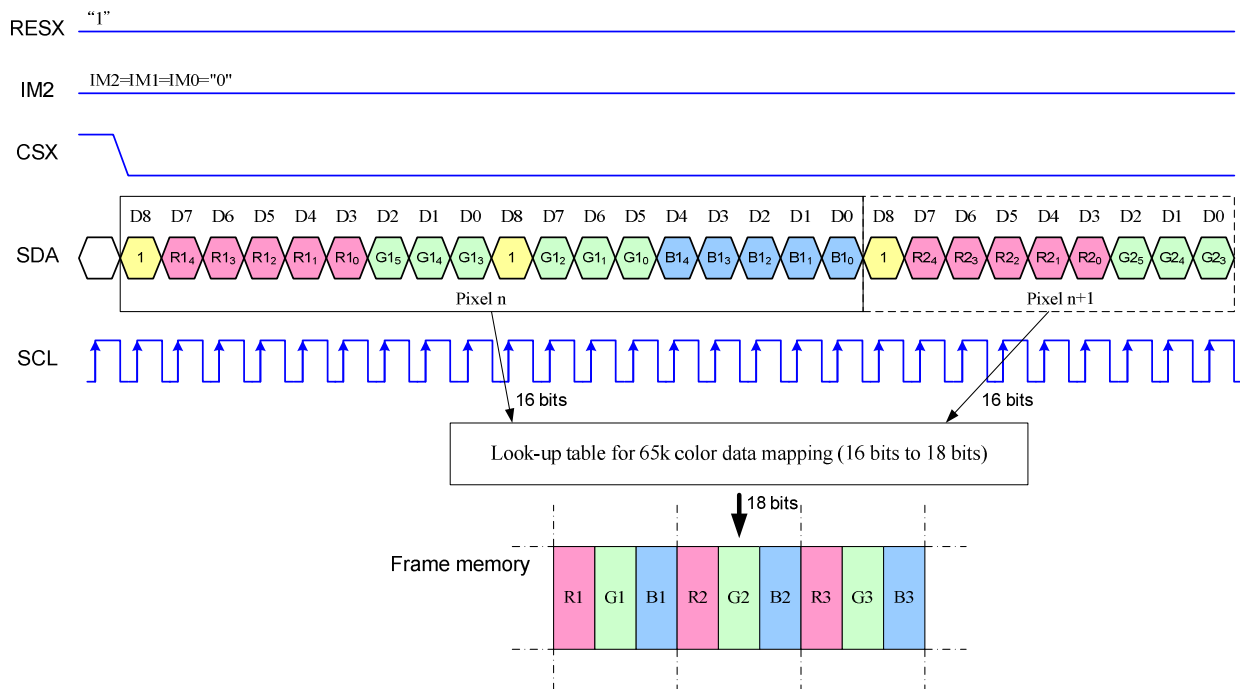 RESX “1”
IM2 IM2=IM1=IM0="0"
CSX
D8 D7 D6 D5 D4 D3 D2 D1 D0 D8 D7 D6 D5 D4 D3 D2 D1 D0 D8 D7 D6 D5 D4 D3 D2 D1 D0
SDA 1 R1₄ R1₃ R1₂ R1₁ R1₀ G1₅ G1₄ G1₃ 1 G1₂ G1₁ G1₀ B1₄ B1₃ B1₂ B1₁ B1₀ 1 R2₄ R2₃ R2₂ R2₁ R2₀ G2₅ G2₄ G2₃
Pixel n Pixel n+1
SCL
16 bits 16 bits
Look-up table for 65k color data mapping (16 bits to 18 bits)
18 bits
Frame memory
R1 G1 B1 R2 G2 B2 R3 G3 B3